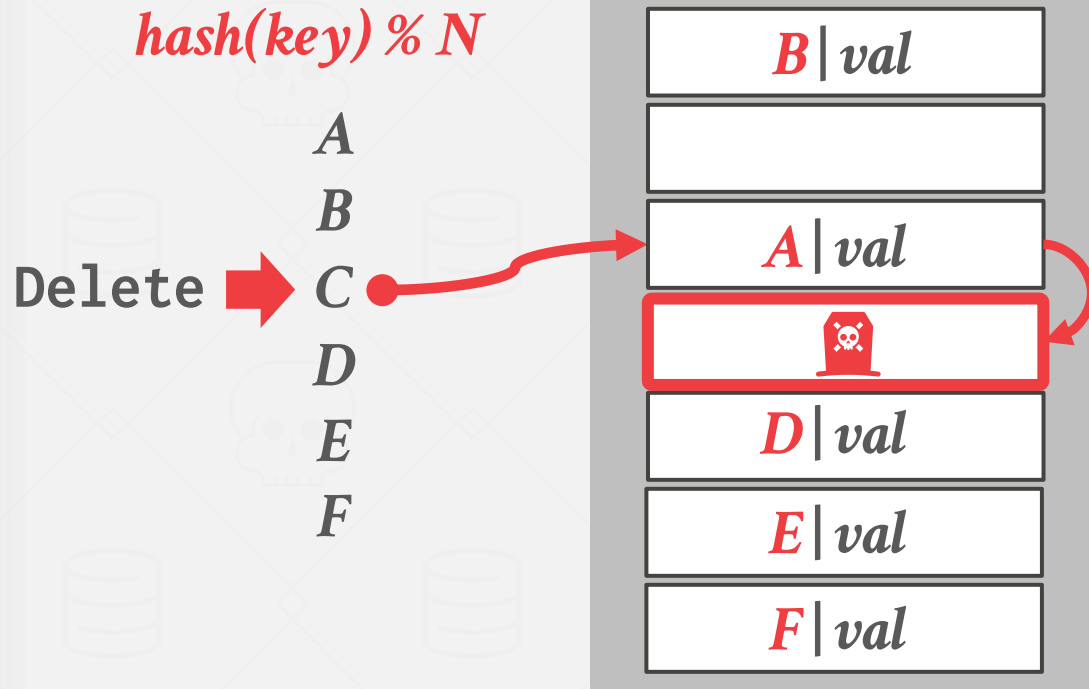 hash(key) % N
A
B
Delete C
D
E
F
B|val
A|val
D|val
E|val
F|val